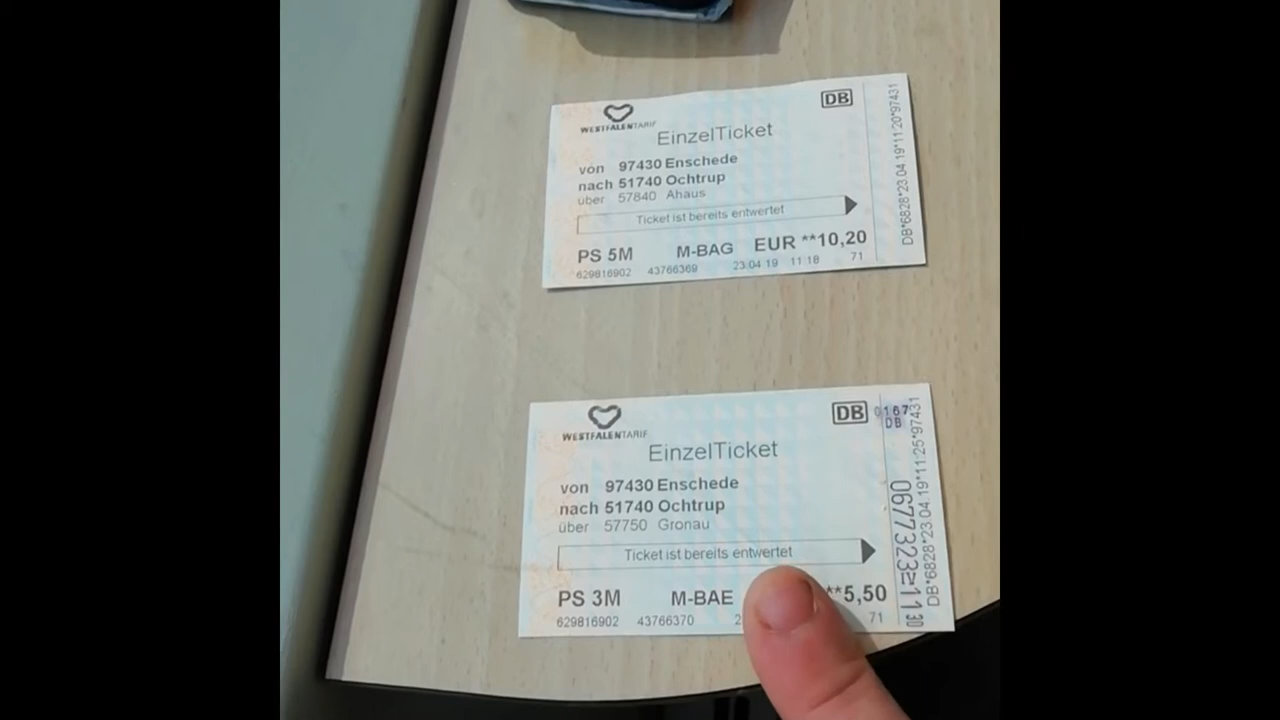 DB
WESTFALENTARIF
EinzelTicket
von 97430 Enschede
nach 51740 Ochtrup
über 57840 Ahaus
Ticket ist bereits entwertet
PS 5M M-BAG EUR **10,20
629816902 43766369 23 04 19 11 18 71
DB*6828*23 04 19*11 20*97431
DB
WESTFALENTARIF
EinzelTicket
von 97430 Enschede
nach 51740 Ochtrup
über 57750 Gronau
Ticket ist bereits entwertet
PS 3M M-BAE **5,50
629816902 43766370 71
0167
DB
DB*6828*23 04 19*11 25*97431